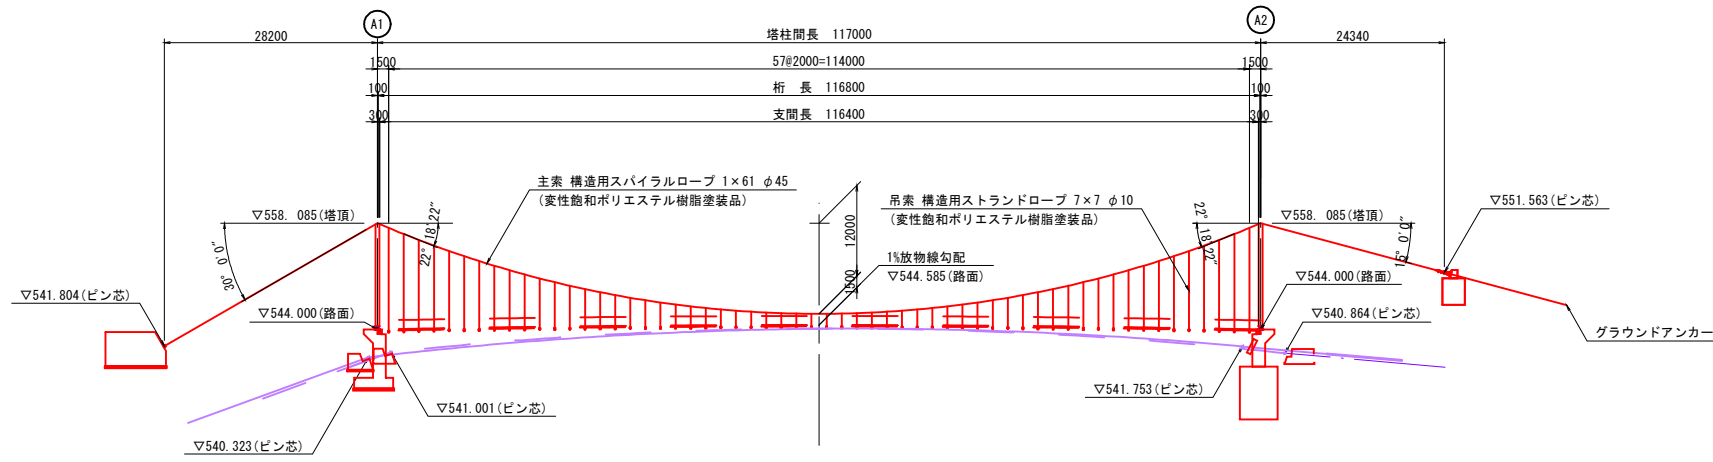 A1
A2
28200
塔柱間長 117000
24340
1500
57@2000=114000
1500
100
桁 長 116800
100
300
支間長 116400
300
主索 構造用スパイラルロープ 1×61 φ45
(変性飽和ポリエステル樹脂塗装品)
吊索 構造用ストランドロープ 7×7 φ10
(変性飽和ポリエステル樹脂塗装品)
▽551.563(ピン芯)
▽558. 085(塔頂)
▽558. 085(塔頂)
22° 18′22″
22° 18′22″
30° 0′0″
15° 0′0″
12000
1500
1%放物線勾配
▽544.585(路面)
▽541.804(ピン芯)
▽544.000(路面)
▽544.000(路面)
▽540.864(ピン芯)
グラウンドアンカー
▽541.753(ピン芯)
▽541.001(ピン芯)
▽540.323(ピン芯)